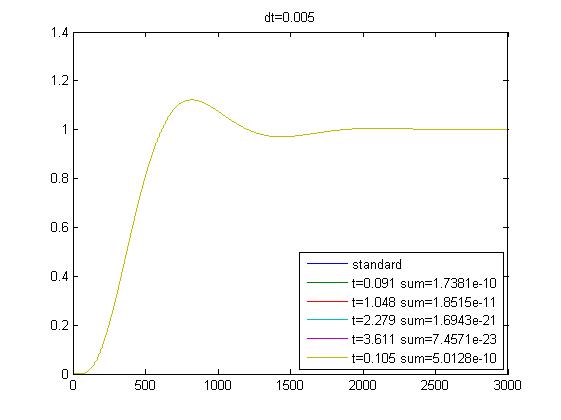 dt=0.005
1.4
1.2
1
0.8
0.6
0.4
0.2
0
0 500 1000 1500 2000 2500 3000
standard
t=0.091 sum=1.7381e-10
t=1.048 sum=1.8515e-11
t=2.279 sum=1.6943e-21
t=3.611 sum=7.4571e-23
t=0.105 sum=5.0128e-10